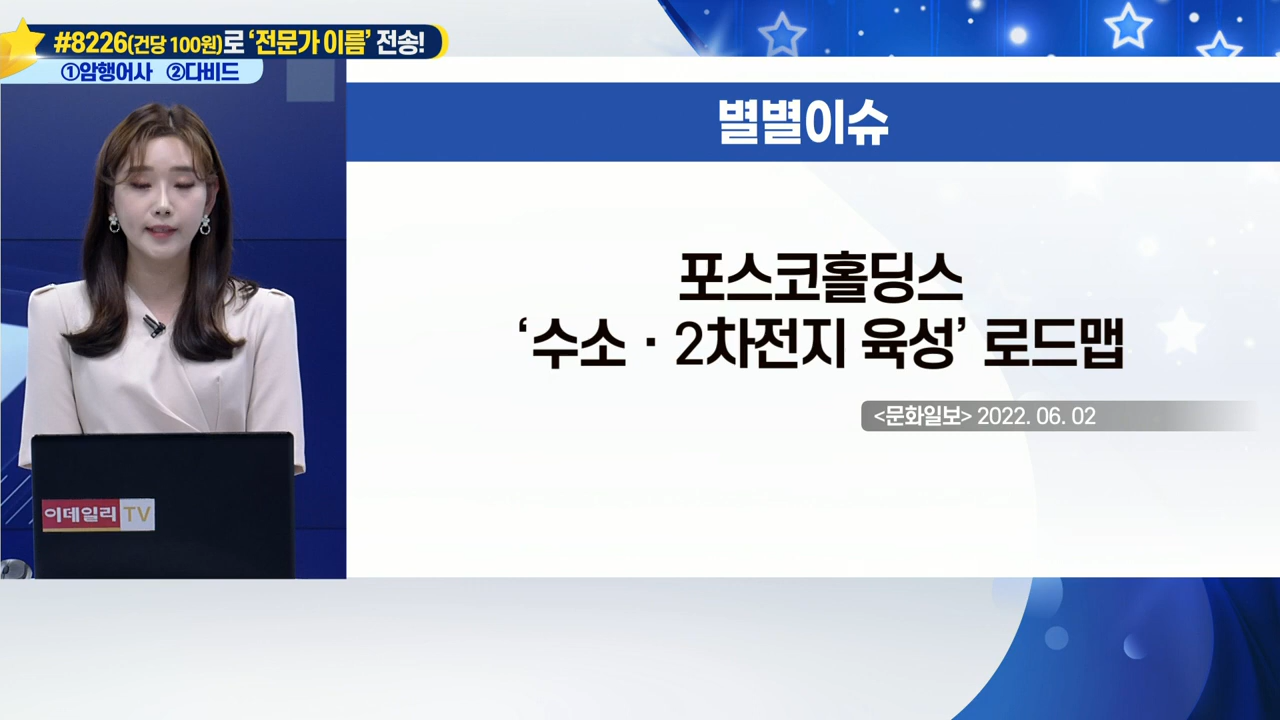 #8226(건당 100원)로 ‘전문가 이름’ 전송!
①암행어사 ②다비드
별별이슈
포스코홀딩스
‘수소·2차전지 육성’ 로드맵
<문화일보> 2022. 06. 02
이데일리 TV